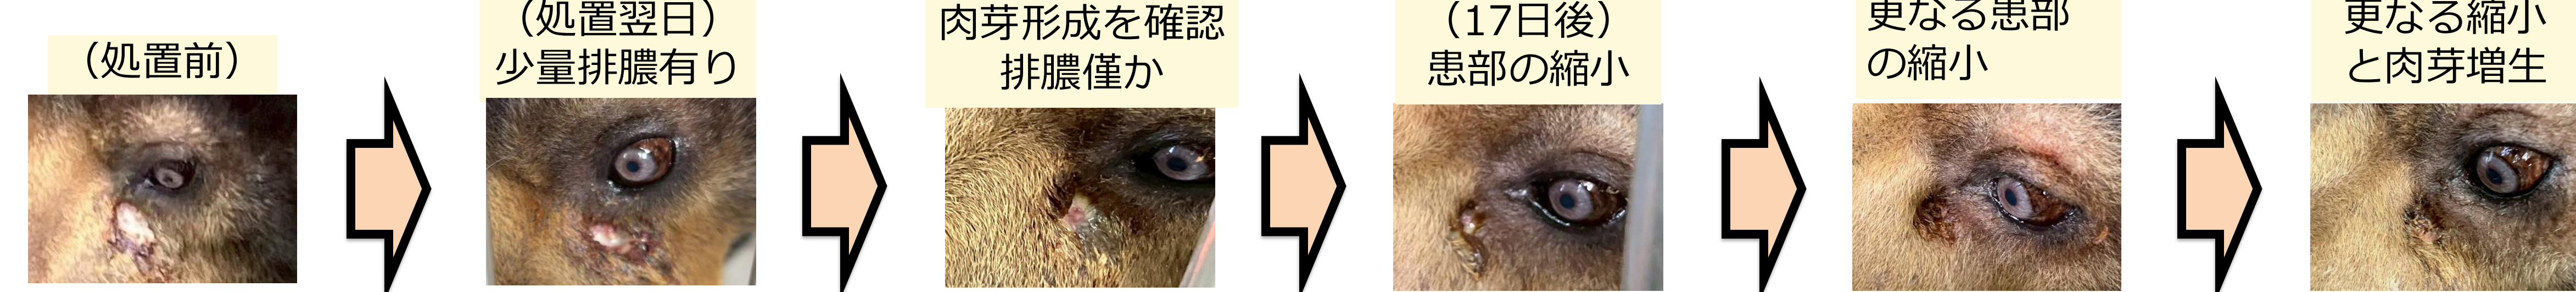 （処置前）
（処置翌日）
少量排膿有り
肉芽形成を確認
排膿僅か
（17日後）
患部の縮小
更なる患部
の縮小
更なる縮小
と肉芽増生